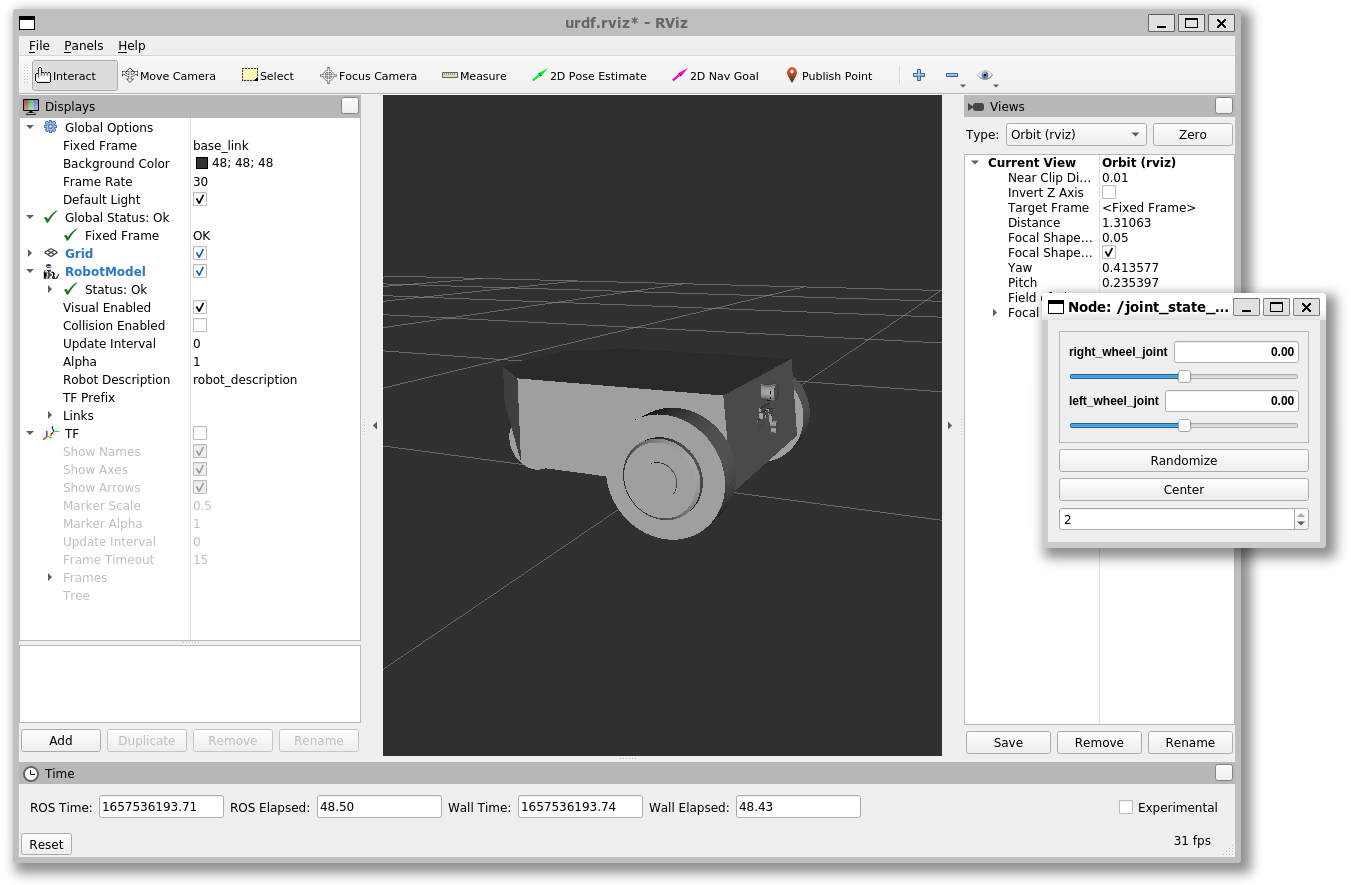 urdf.rviz* - RViz
File Panels Help
Interact Move Camera Select Focus Camera Measure 2D Pose Estimate 2D Nav Goal Publish Point
Displays
Global Options
Fixed Frame base_link
Background Color 48; 48; 48
Frame Rate 30
Default Light
Global Status: Ok
Fixed Frame OK
Grid
RobotModel
Status: Ok
Visual Enabled
Collision Enabled
Update Interval 0
Alpha 1
Robot Description robot_description
TF Prefix
Links
TF
Show Names
Show Axes
Show Arrows
Marker Scale 0.5
Marker Alpha 1
Update Interval 0
Frame Timeout 15
Frames
Tree
Add Duplicate Remove Rename
Views
Type: Orbit (rviz) Zero
Current View Orbit (rviz)
Near Clip Di... 0.01
Invert Z Axis
Target Frame <Fixed Frame>
Distance 1.31063
Focal Shape... 0.05
Focal Shape...
Yaw 0.413577
Pitch 0.235397
Field
Focal
Save Remove Rename
Node: /joint_state_...
right_wheel_joint 0.00
left_wheel_joint 0.00
Randomize
Center
2
Time
ROS Time: 1657536193.71 ROS Elapsed: 48.50 Wall Time: 1657536193.74 Wall Elapsed: 48.43 Experimental
Reset 31 fps